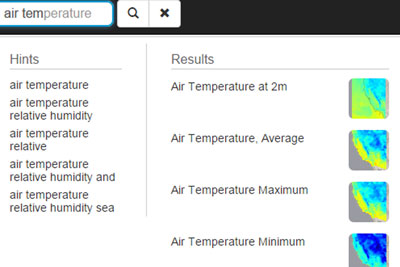 air temperature
Hints
air temperature
air temperature
relative humidity
air temperature
relative
air temperature
relative humidity and
air temperature
relative humidity sea
Results
Air Temperature at 2m
Air Temperature, Average
Air Temperature Maximum
Air Temperature Minimum